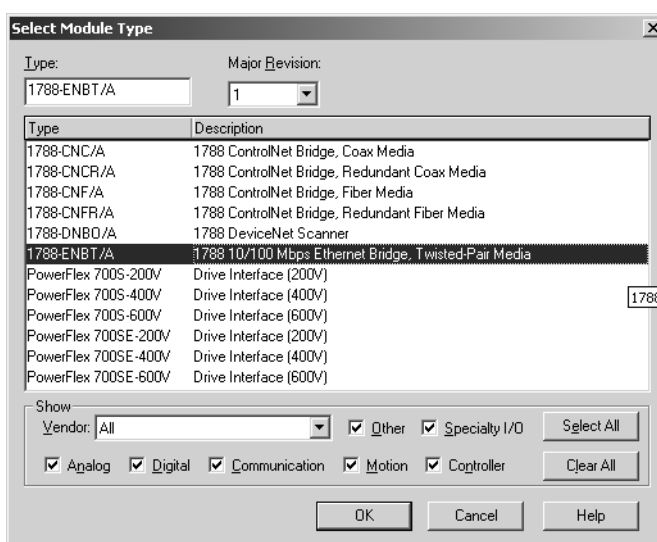 Select Module Type
Type:
Major Revision:
1788-ENBT/A
1
Type Description
1788-CNC/A 1788 ControlNet Bridge, Coax Media
1788-CNCR/A 1788 ControlNet Bridge, Redundant Coax Media
1788-CNF/A 1788 ControlNet Bridge, Fiber Media
1788-CNFR/A 1788 ControlNet Bridge, Redundant Fiber Media
1788-DNBO/A 1788 DeviceNet Scanner
1788-ENBT/A 1788 10/100 Mbps Ethernet Bridge, Twisted-Pair Media
PowerFlex 700S-200V Drive Interface (200V)
PowerFlex 700S-400V Drive Interface (400V)
1788
PowerFlex 700S-600V Drive Interface (600V)
PowerFlex 700SE-200V Drive Interface (200V)
PowerFlex 700SE-400V Drive Interface (400V)
PowerFlex 700SE-600V Drive Interface (600V)
Show
Vendor: All Other Specialty I/O Select All
Analog Digital Communication Motion Controller Clear All
OK Cancel Help